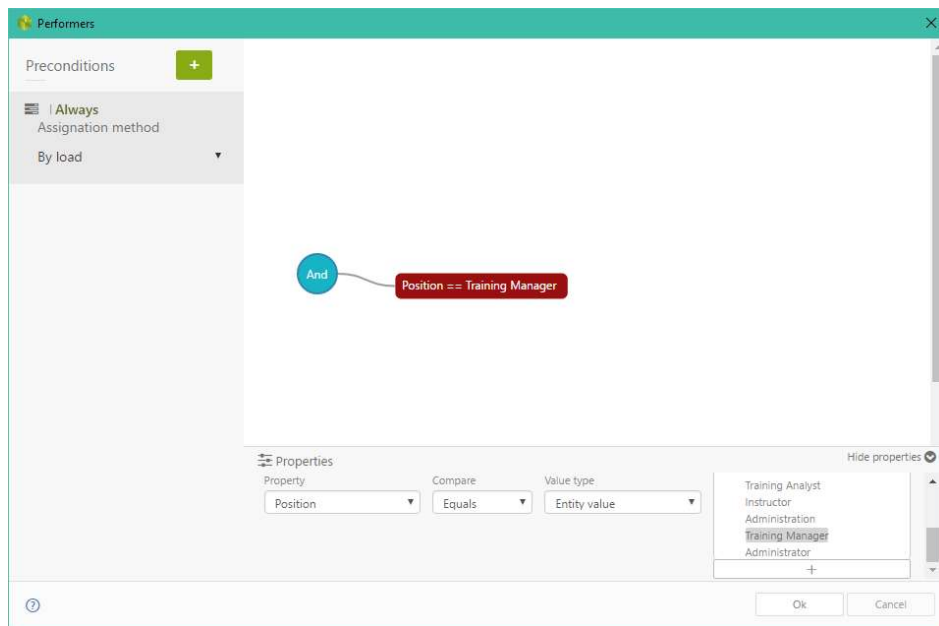 Performers
Preconditions
+
Always
Assignation method
By load
And
Position == Training Manager
Properties
Hide properties
Property
Compare
Value type
Position
Equals
Entity value
Training Analyst
Instructor
Administration
Training Manager
Administrator
+
?
Ok
Cancel